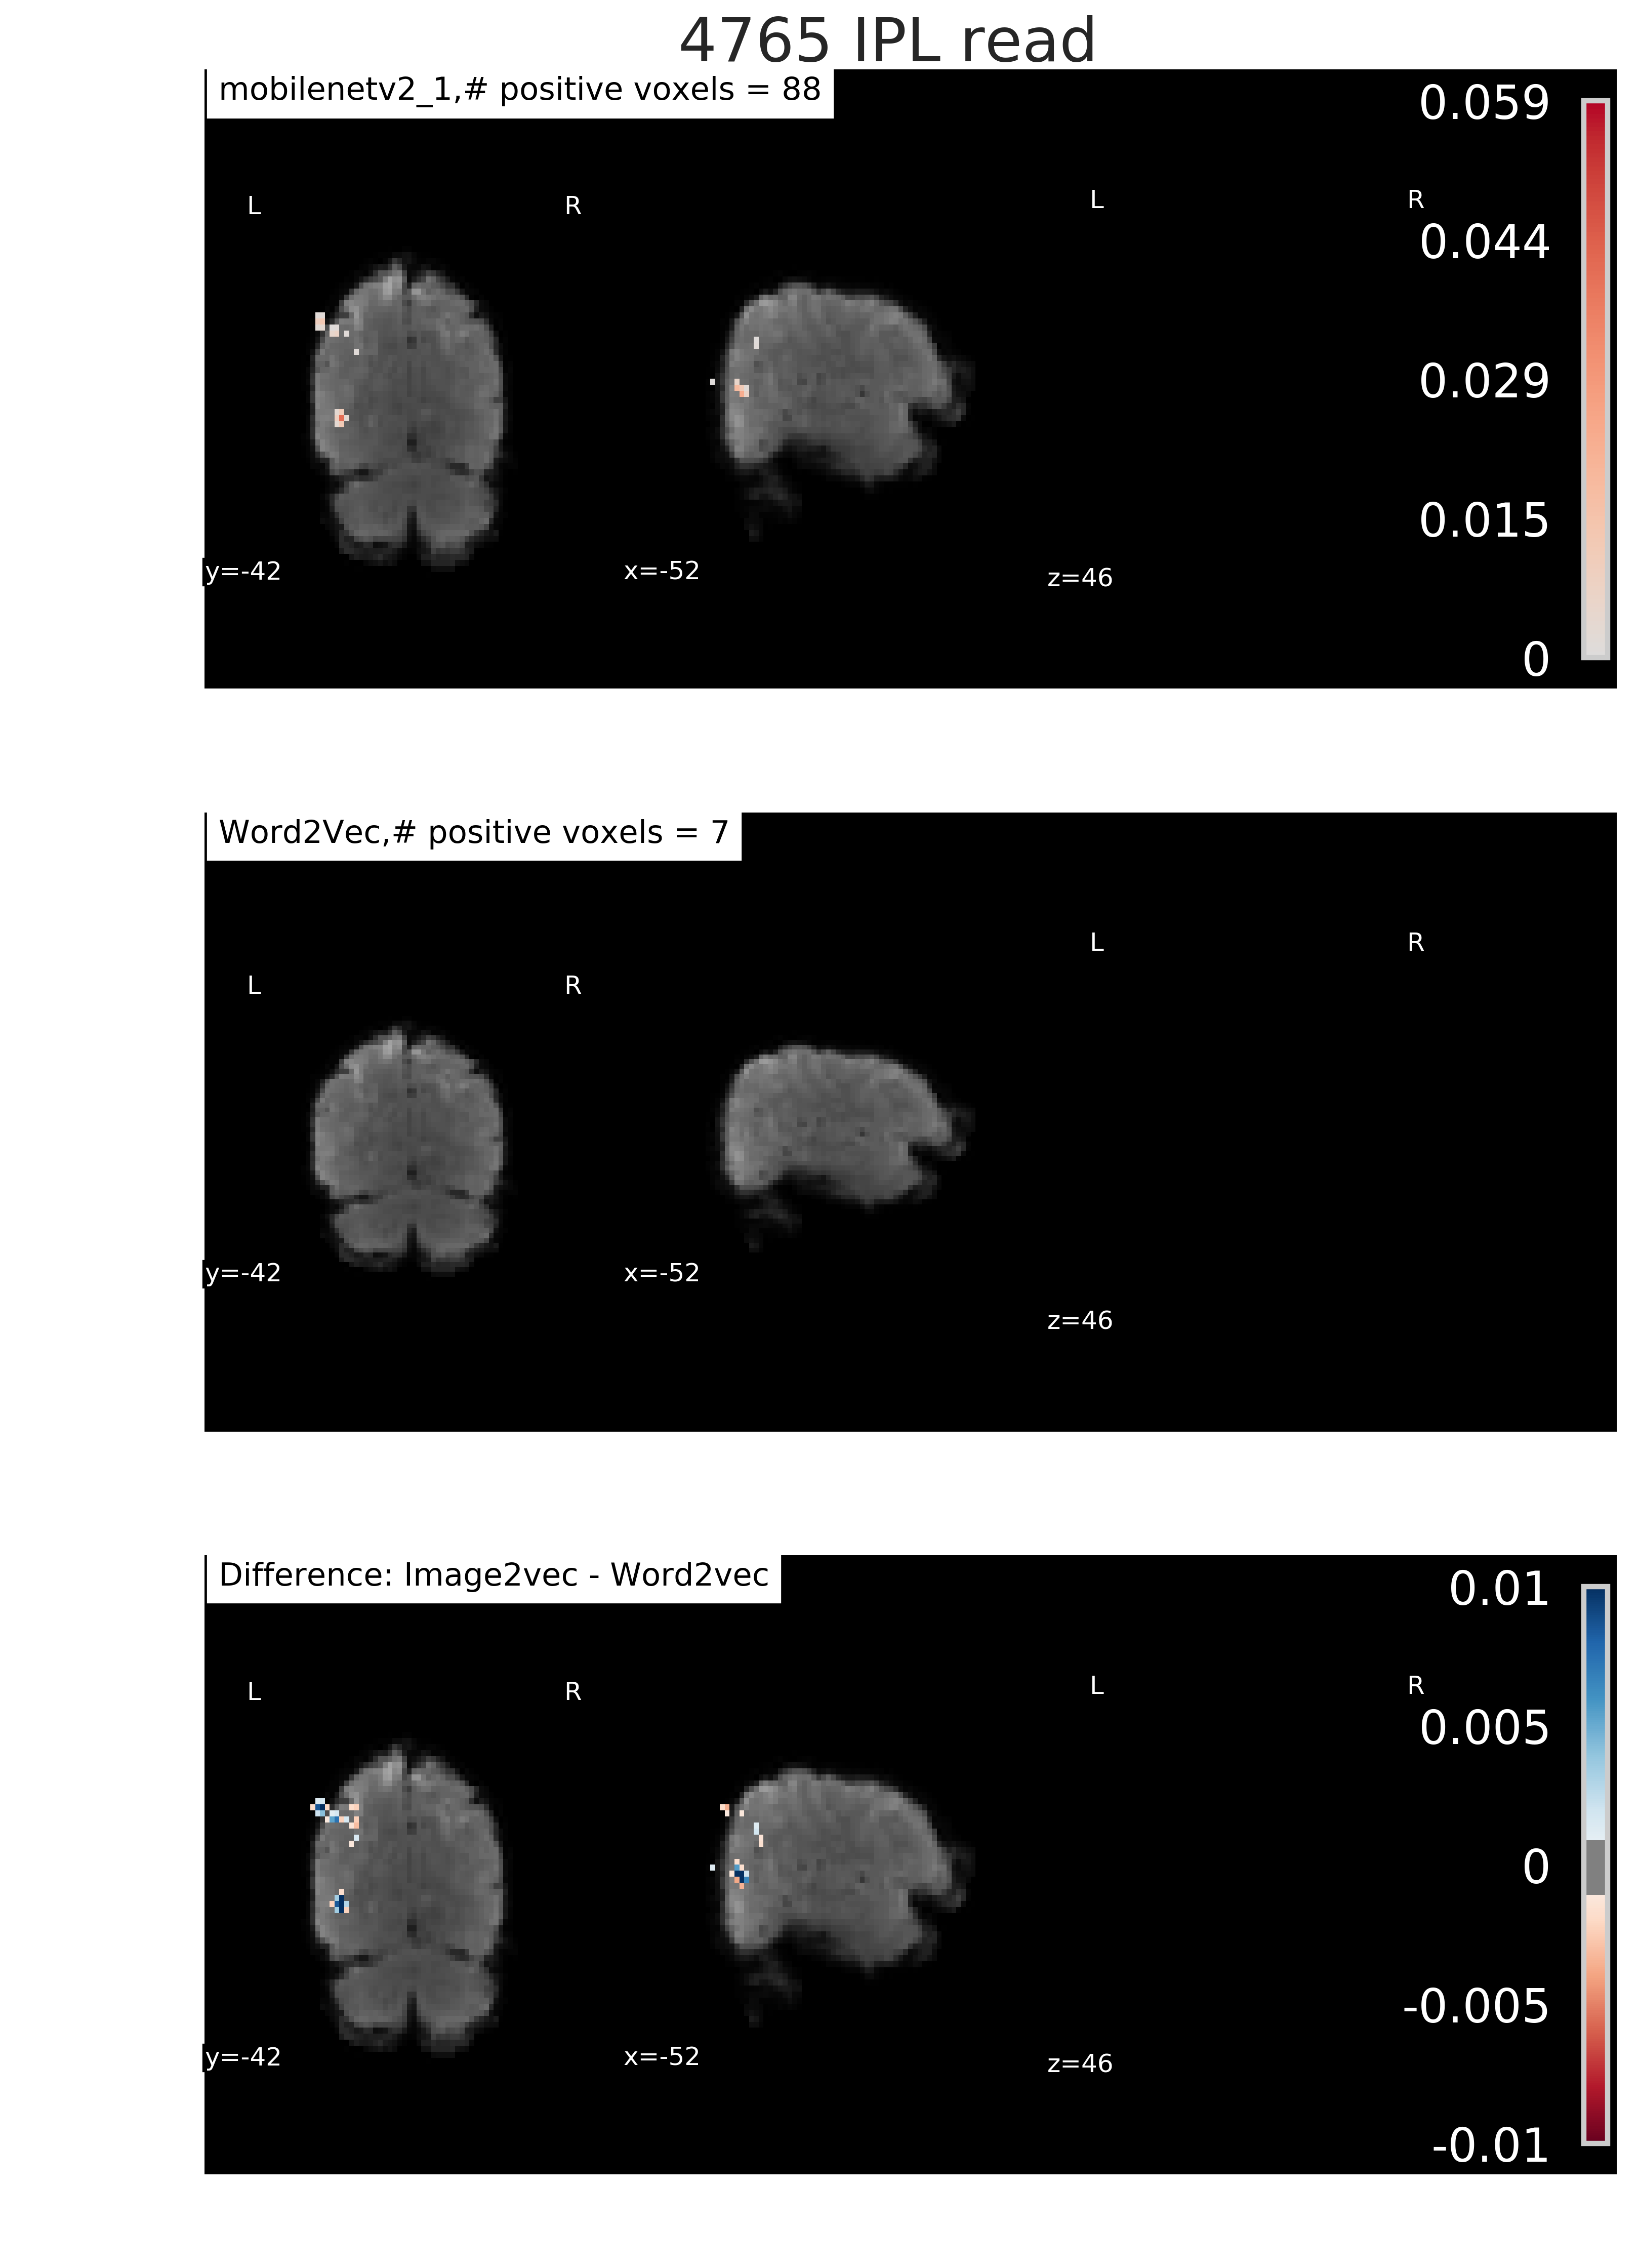 4765 IPL read
mobilenetv2_1,# positive voxels = 88
0.059
L R L R
0.044
0.029
0.015
y=-42 x=-52 z=46
0
Word2Vec,# positive voxels = 7
L R
L R
y=-42 x=-52
z=46
Difference: Image2vec - Word2vec
0.01
L R L R
0.005
0
-0.005
y=-42 x=-52 z=46
-0.01